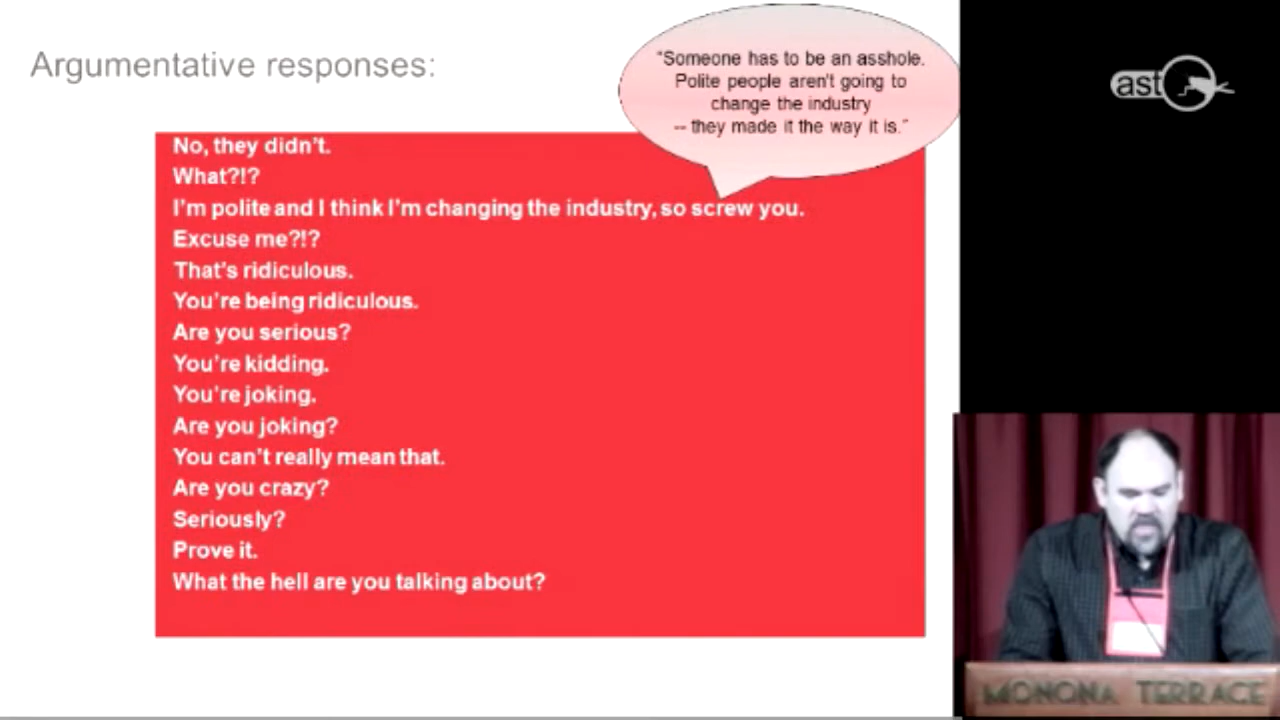 Argumentative responses:
"Someone has to be an asshole.
Polite people aren't going to
change the industry
-- they made it the way it is."
No, they didn't.
What?!?
I'm polite and I think I'm changing the industry, so screw you.
Excuse me?!?
That's ridiculous.
You're being ridiculous.
Are you serious?
You're kidding.
You're joking.
Are you joking?
You can't really mean that.
Are you crazy?
Seriously?
Prove it.
What the hell are you talking about?
ast
MONONA TERRACE